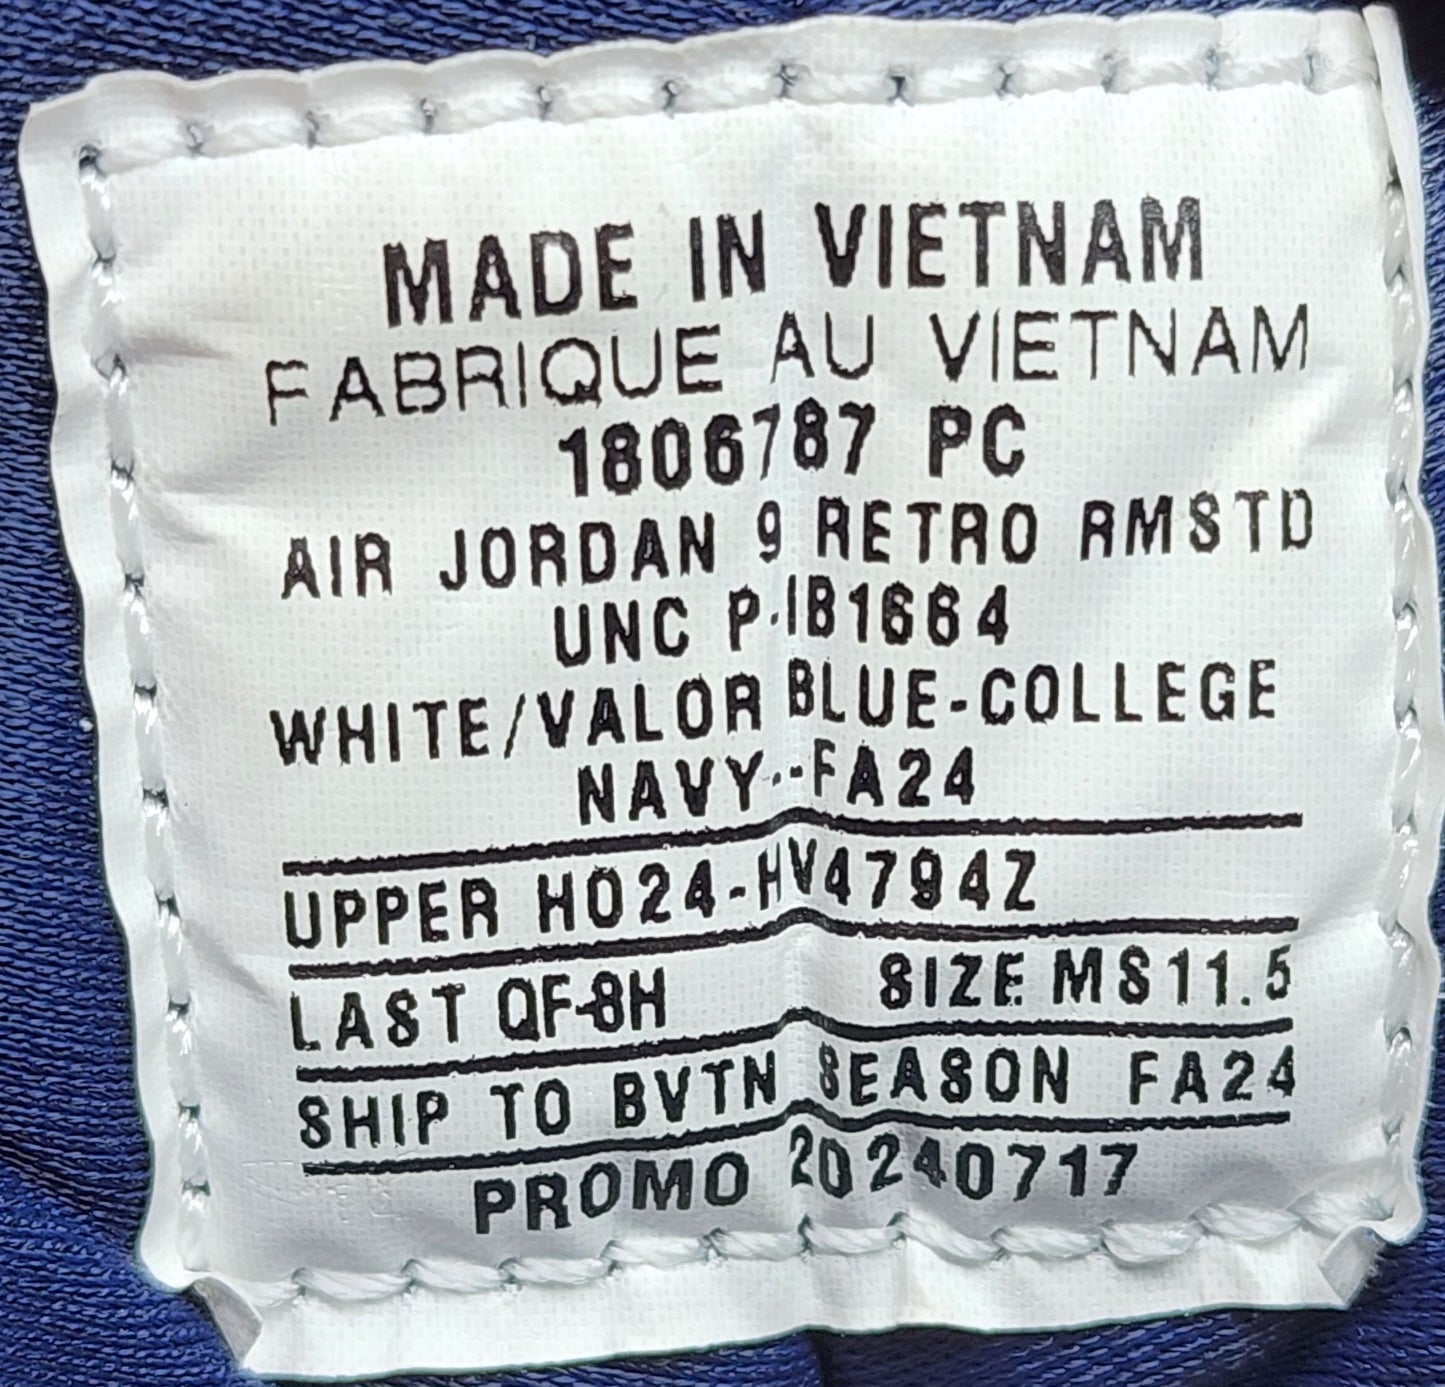 MADE IN VIETNAM
FABRIQUE AU VIETNAM
1806787 PC
AIR JORDAN 9 RETRO RMSTD
UNC P-IB1664
WHITE/VALOR BLUE-COLLEGE
NAVY--FA24
UPPER HO24-HV4794Z
LAST QF-8H SIZE MS11.5
SHIP TO BVTN SEASON FA24
PROMO 20240717